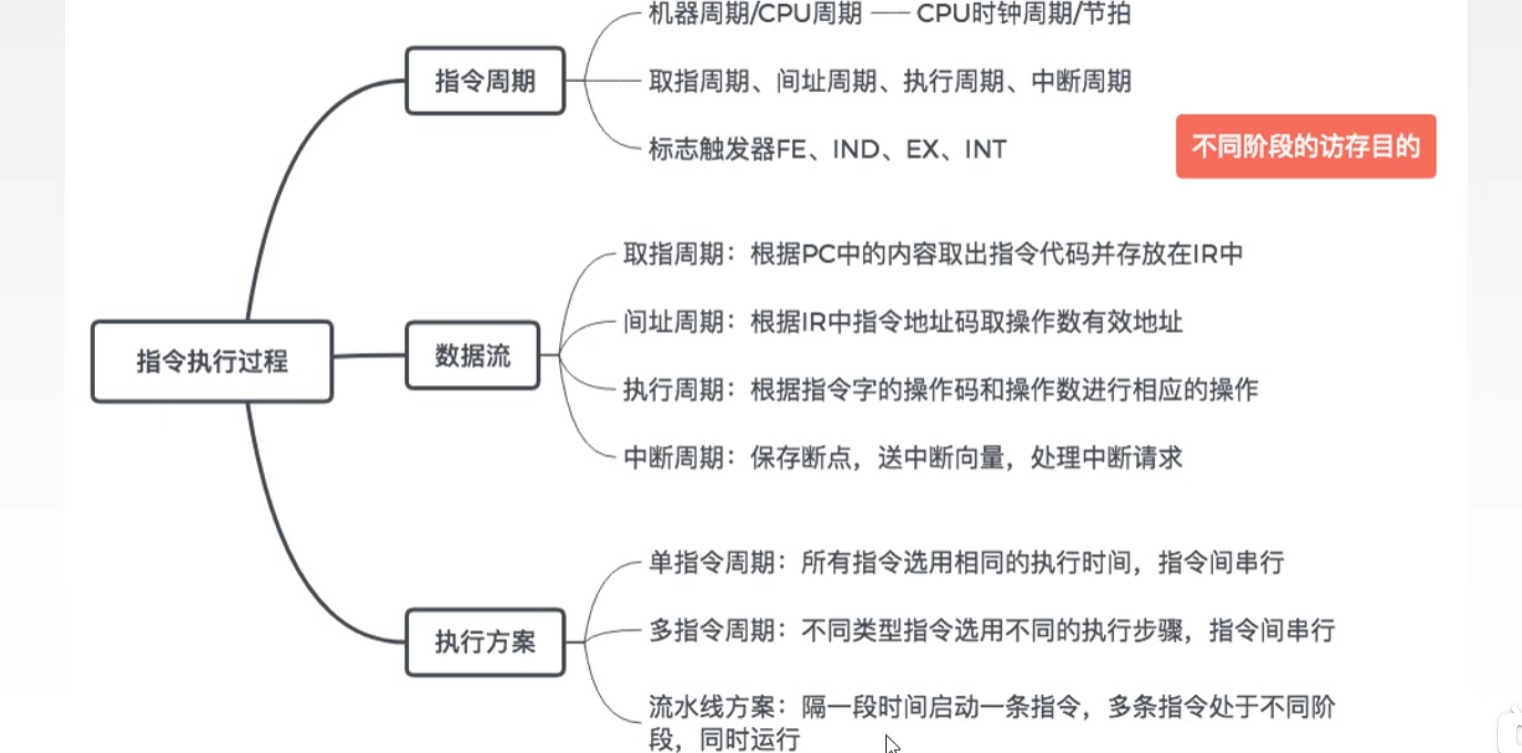 机器周期/CPU周期 —— CPU时钟周期/节拍
指令周期
取指周期、间址周期、执行周期、中断周期
标志触发器FE、IND、EX、INT
不同阶段的访存目的
取指周期：根据PC中的内容取出指令代码并存放在IR中
间址周期：根据IR中指令地址码取操作数有效地址
指令执行过程
数据流
执行周期：根据指令字的操作码和操作数进行相应的操作
中断周期：保存断点，送中断向量，处理中断请求
单指令周期：所有指令选用相同的执行时间，指令间串行
执行方案
多指令周期：不同类型指令选用不同的执行步骤，指令间串行
流水线方案：隔一段时间启动一条指令，多条指令处于不同阶
段，同时运行